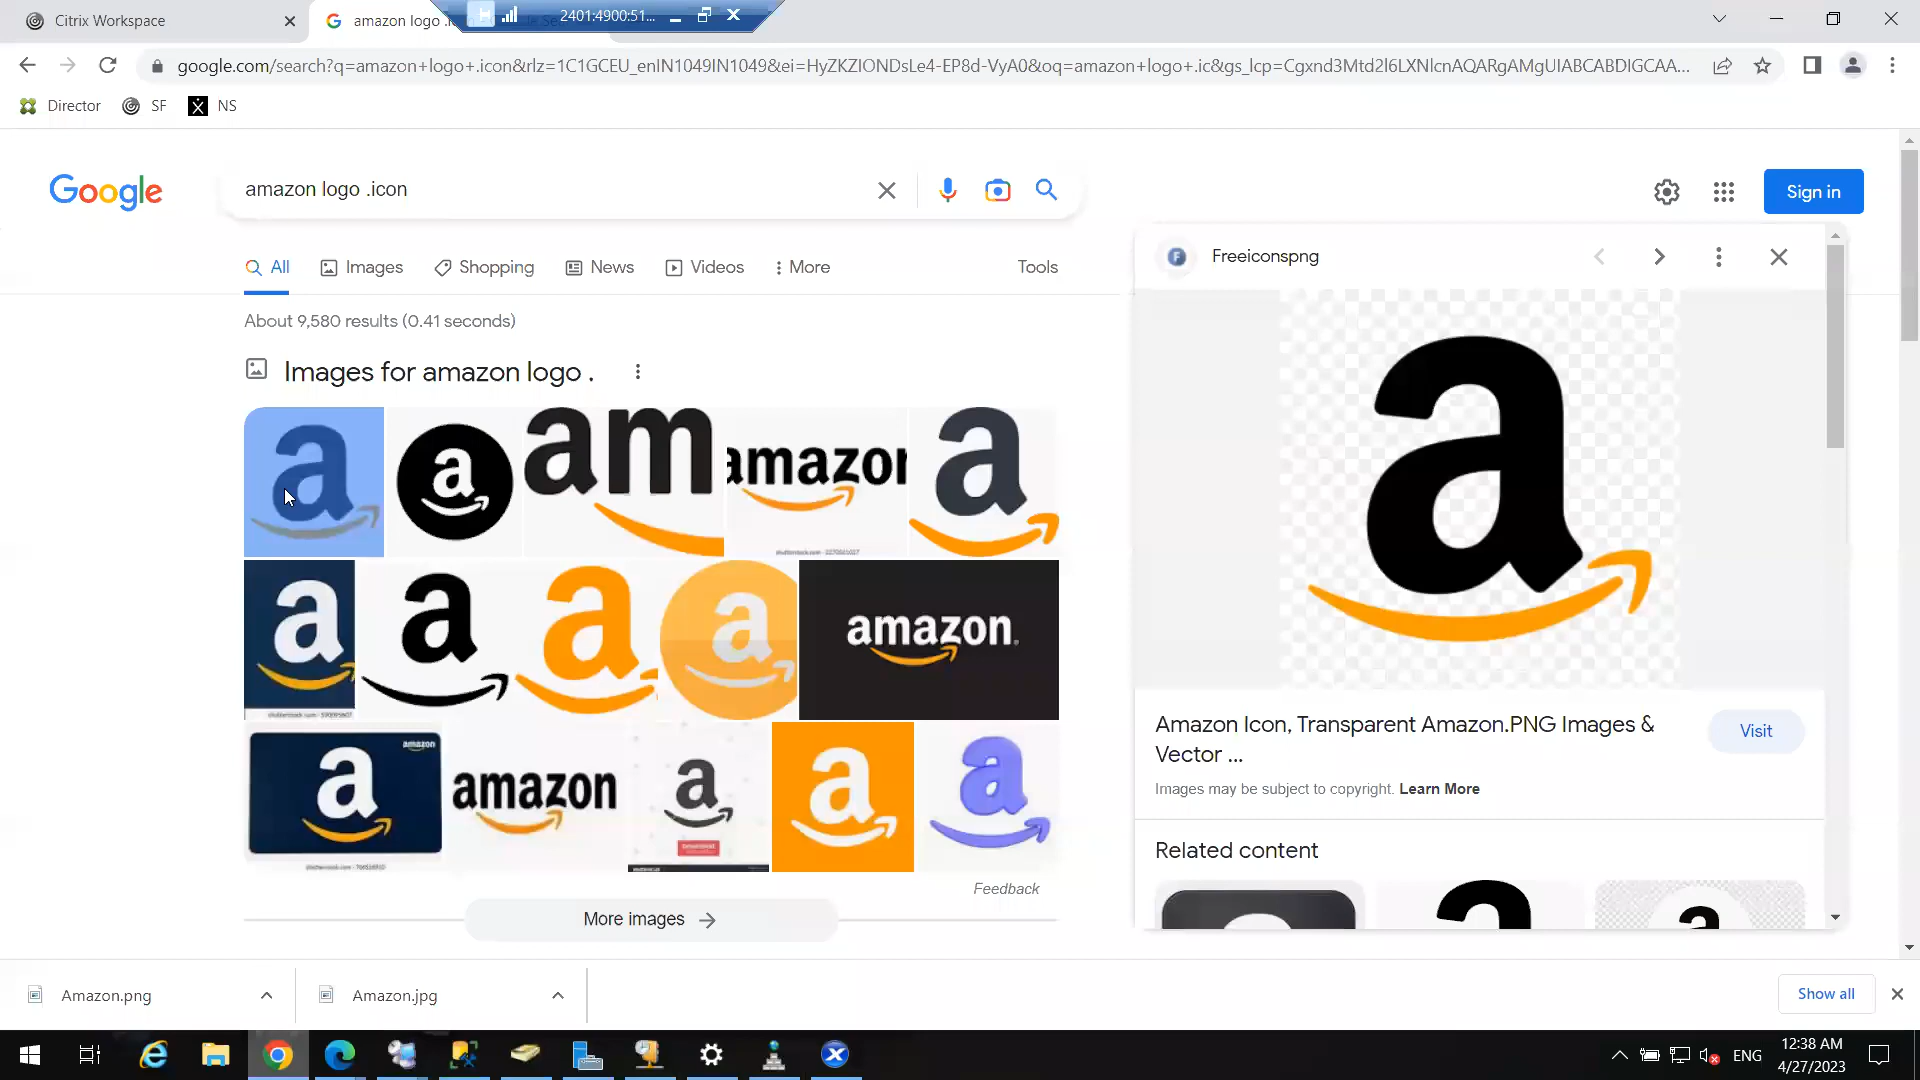 Citrix Workspace
amazon logo .i
2401:4900:51...
google.com/search?q=amazon+logo+.icon&rlz=1C1GCEU_enIN1049IN1049&ei=HyZKZIONDsLe4-EP8d-VyA0&oq=amazon+logo+.ic&gs_lcp=Cgxnd3Mtd2l6LXNlcnAQARgAMgUIABCABDIGCAA...
Director
SF
NS
Google
amazon logo .icon
Sign in
All
Images
Shopping
News
Videos
More
Tools
About 9,580 results (0.41 seconds)
Images for amazon logo .
a
a
am
amazon
a
a
a
a
a
amazon
a
amazon
amazon
a
a
a
Feedback
More images
Freeiconspng
a
Amazon Icon, Transparent Amazon.PNG Images &
Vector ...
Visit
Images may be subject to copyright. Learn More
Related content
Amazon.png
Amazon.jpg
Show all
ENG
12:38 AM
4/27/2023